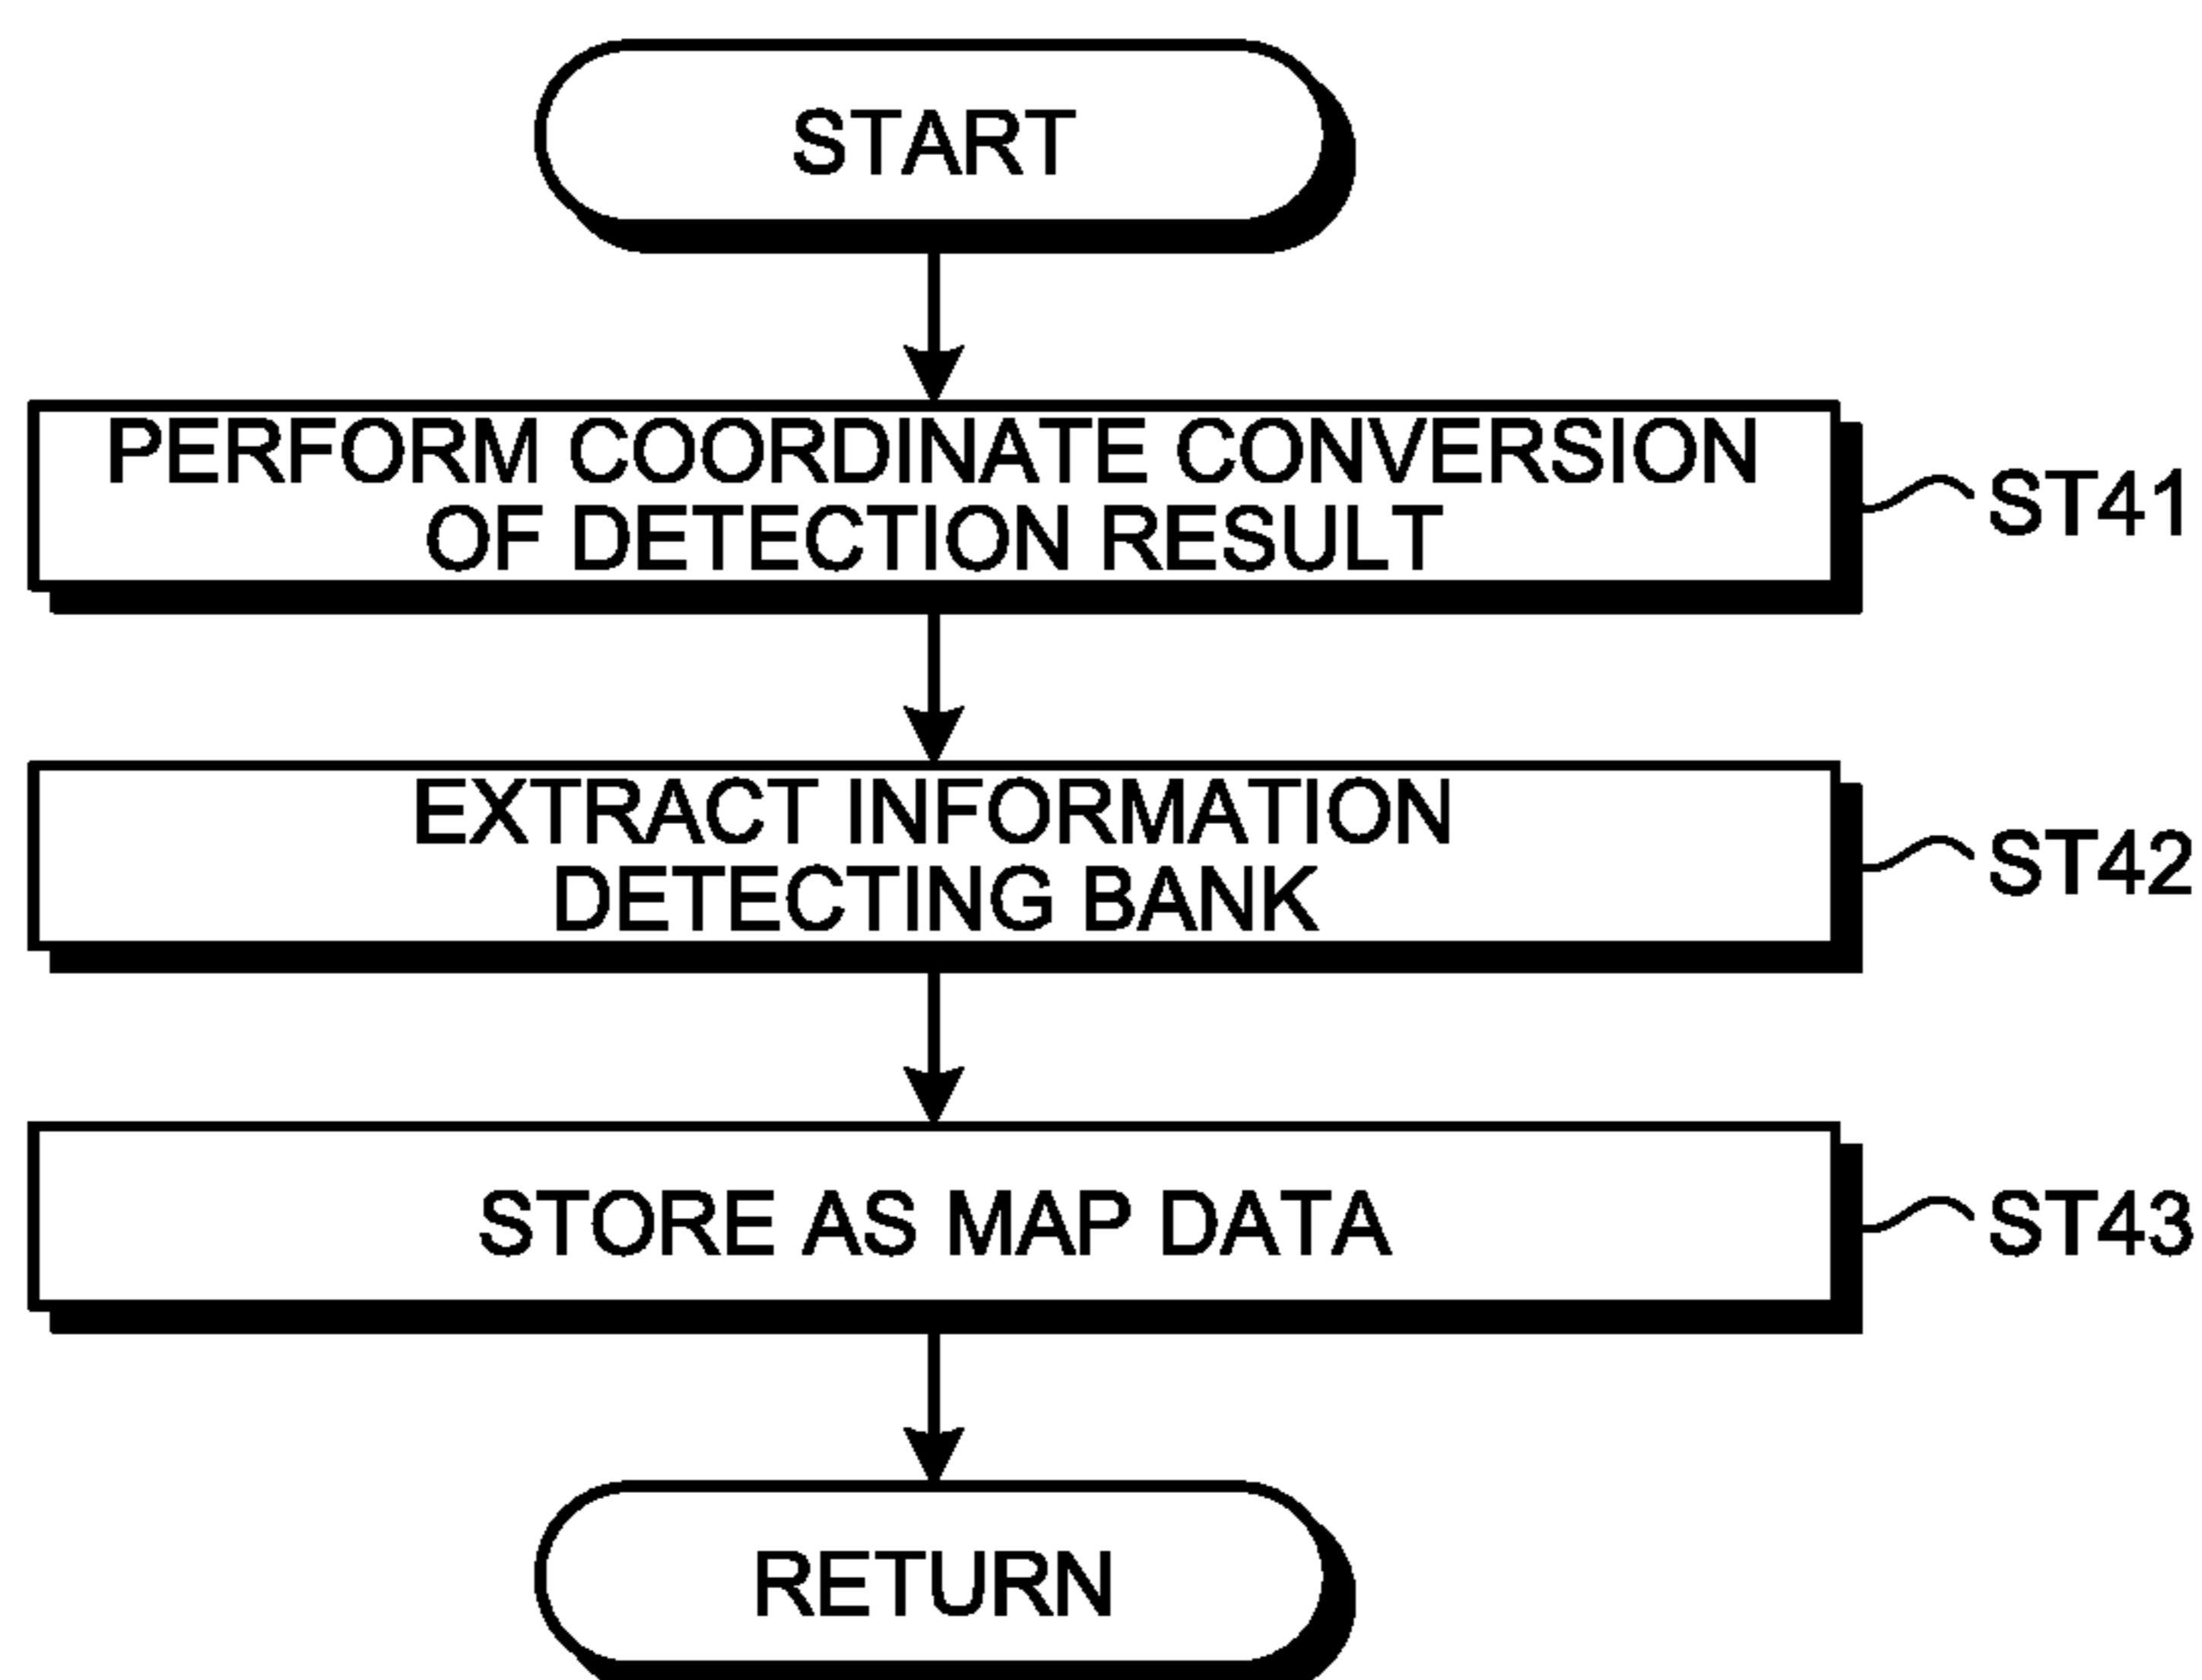 START
PERFORM COORDINATE CONVERSION
OF DETECTION RESULT
ST41
EXTRACT INFORMATION
DETECTING BANK
ST42
STORE AS MAP DATA
ST43
RETURN